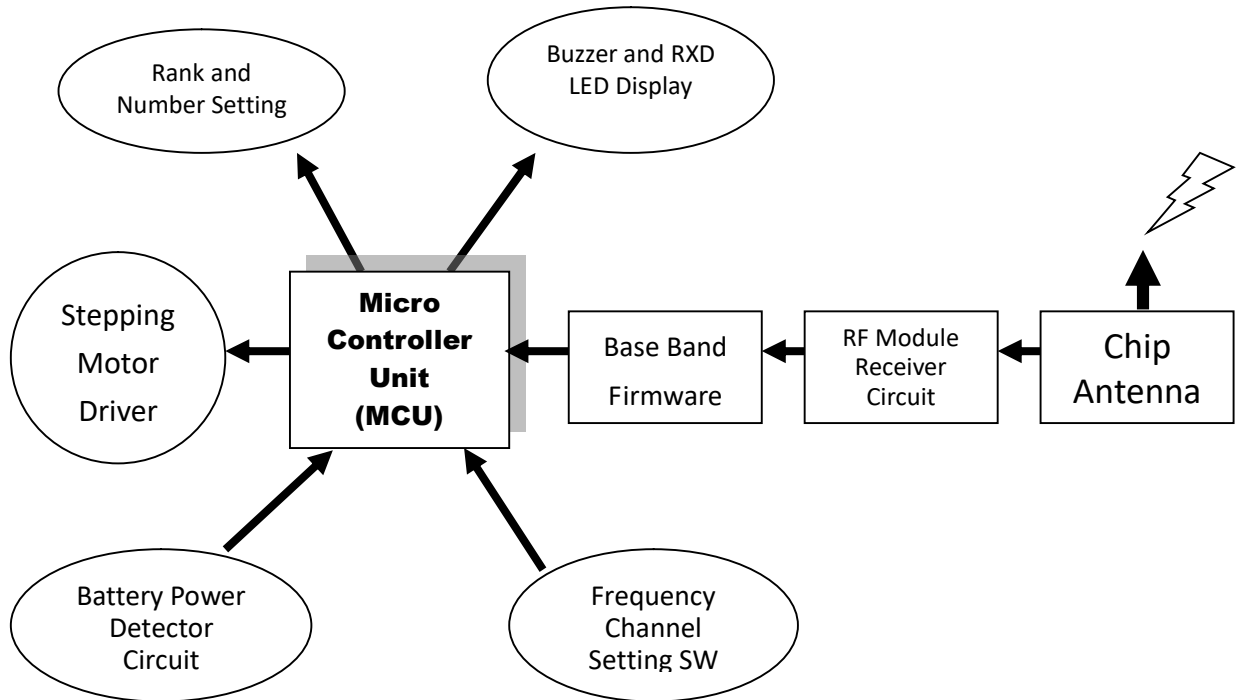 Rank and
Number Setting
Buzzer and RXD
LED Display
Stepping
Motor
Driver
Micro
Controller
Unit
(MCU)
Base Band
Firmware
RF Module
Receiver
Circuit
Chip
Antenna
Battery Power
Detector
Circuit
Frequency
Channel
Setting SW